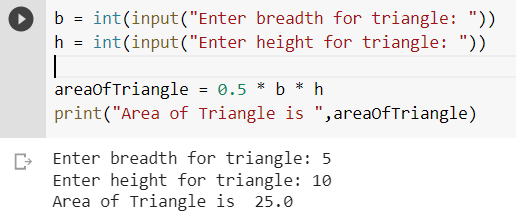 b = int(input("Enter breadth for triangle: "))
h = int(input("Enter height for triangle: "))
areaOfTriangle = 0.5 * b * h
print("Area of Triangle is ",areaOfTriangle)
Enter breadth for triangle: 5
Enter height for triangle: 10
Area of Triangle is  25.0